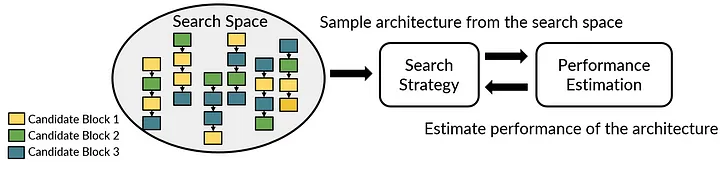 Search Space
Sample architecture from the search space
Search
Strategy
Performance
Estimation
Estimate performance of the architecture
Candidate Block 1
Candidate Block 2
Candidate Block 3